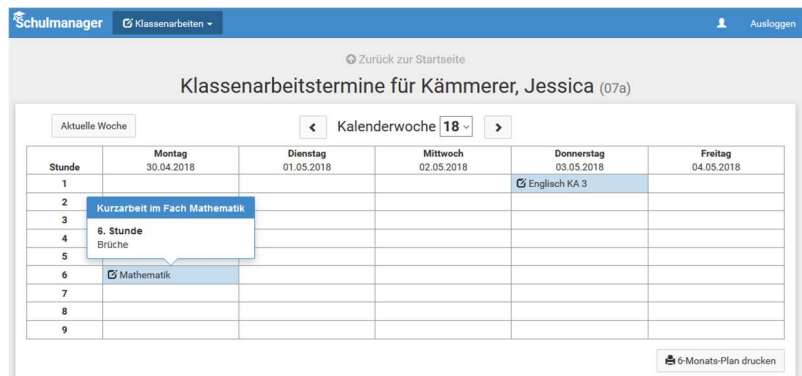 Schulmanager Klassenarbeiten Ausloggen
Zurück zur Startseite
Klassenarbeitstermine für Kämmerer, Jessica (07a)
Aktuelle Woche Kalenderwoche 18
Stunde Montag 30.04.2018 Dienstag 01.05.2018 Mittwoch 02.05.2018 Donnerstag 03.05.2018 Freitag 04.05.2018
1 Englisch KA 3
2
Kurzarbeit im Fach Mathematik
3
6. Stunde
4
Brüche
5
6 Mathematik
7
8
9
6-Monats-Plan drucken